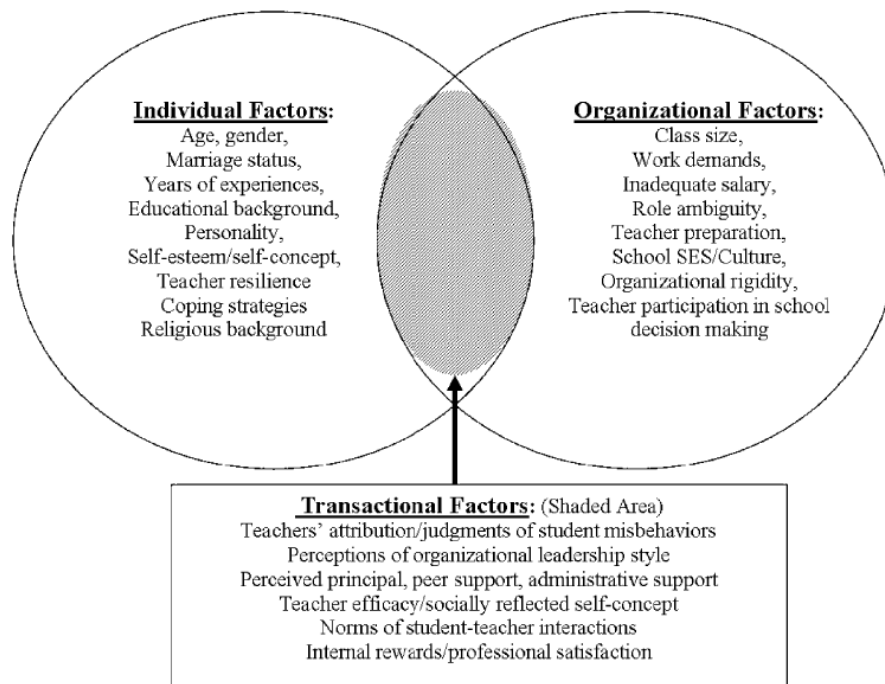 Individual Factors:
Age, gender,
Marriage status,
Years of experiences,
Educational background,
Personality,
Self-esteem/self-concept,
Teacher resilience
Coping strategies
Religious background
Organizational Factors:
Class size,
Work demands,
Inadequate salary,
Role ambiguity,
Teacher preparation,
School SES/Culture,
Organizational rigidity,
Teacher participation in school
decision making
Transactional Factors: (Shaded Area)
Teachers’ attribution/judgments of student misbehaviors
Perceptions of organizational leadership style
Perceived principal, peer support, administrative support
Teacher efficacy/socially reflected self-concept
Norms of student-teacher interactions
Internal rewards/professional satisfaction